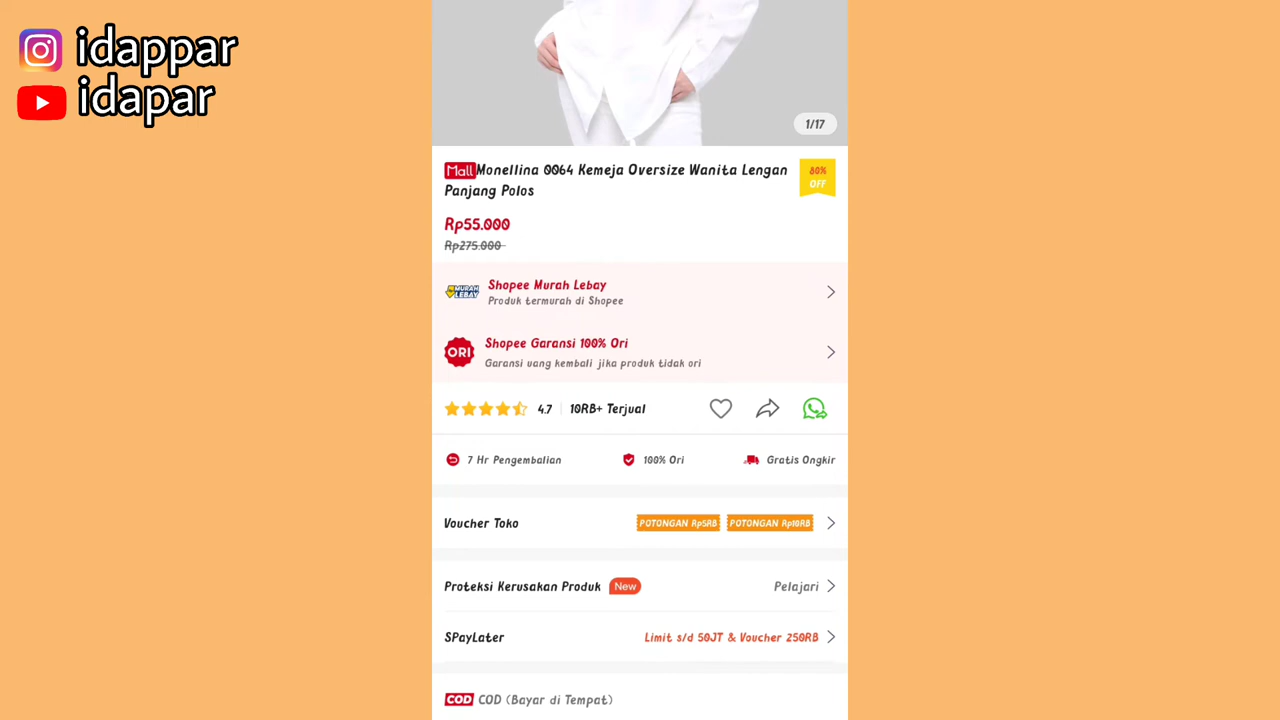 idappar
idapar
1/17
Mall Monellina 0064 Kemeja Oversize Wanita Lengan
Panjang Polos
80%
OFF
Rp55.000
Rp275.000
MURAH
LEBAY
Shopee Murah Lebay
Produk termurah di Shopee
ORI
Shopee Garansi 100% Ori
Garansi uang kembali jika produk tidak ori
4.7
10RB+ Terjual
7 Hr Pengembalian
100% Ori
Gratis Ongkir
Voucher Toko
POTONGAN Rp5RB
POTONGAN Rp10RB
Proteksi Kerusakan Produk
New
Pelajari
SPayLater
Limit s/d 50JT & Voucher 250RB
COD
COD (Bayar di Tempat)